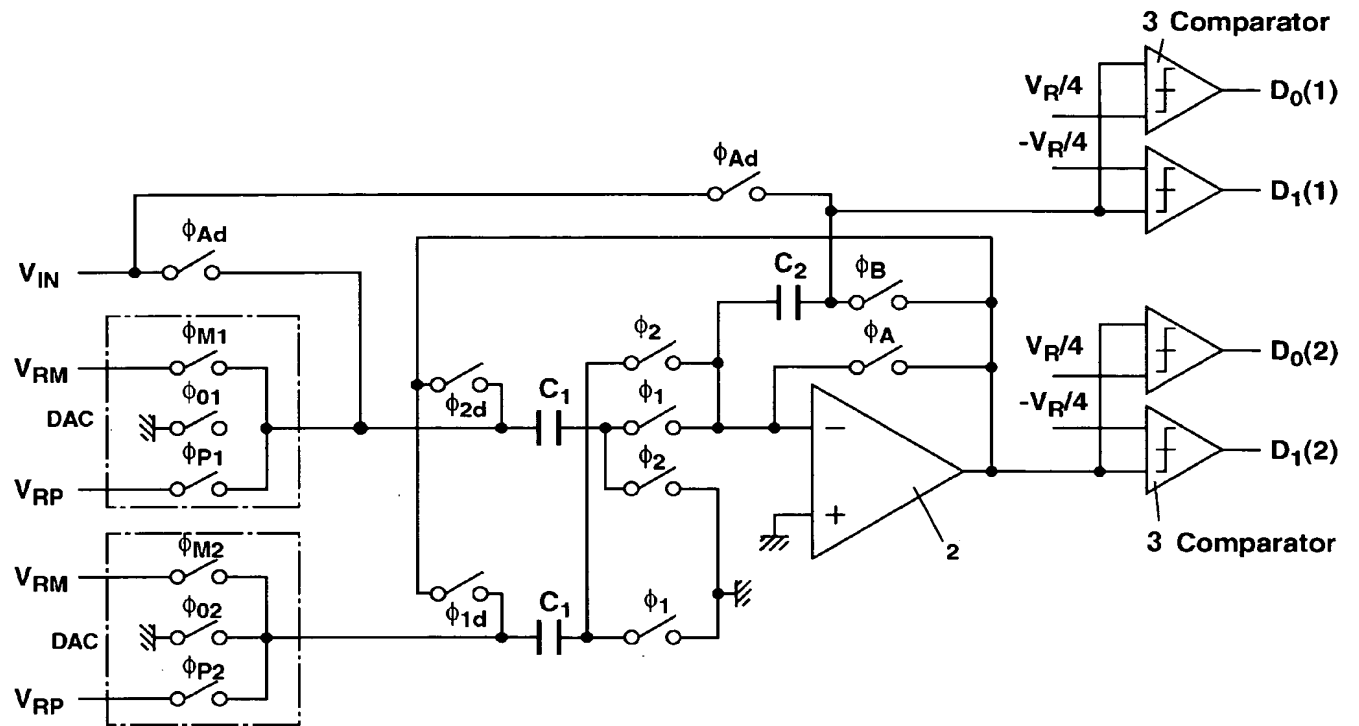 3 Comparator
V_R/4
D_0(1)
-V_R/4
D_1(1)
ϕ_Ad
ϕ_Ad
V_IN
C_2
ϕ_B
ϕ_M1
V_RM
ϕ_01
DAC
ϕ_P1
V_RP
ϕ_2d
C_1
ϕ_2
ϕ_1
ϕ_2
ϕ_A
−
+
2
V_R/4
D_0(2)
-V_R/4
D_1(2)
3 Comparator
ϕ_M2
V_RM
ϕ_02
DAC
ϕ_P2
V_RP
ϕ_1d
C_1
ϕ_1